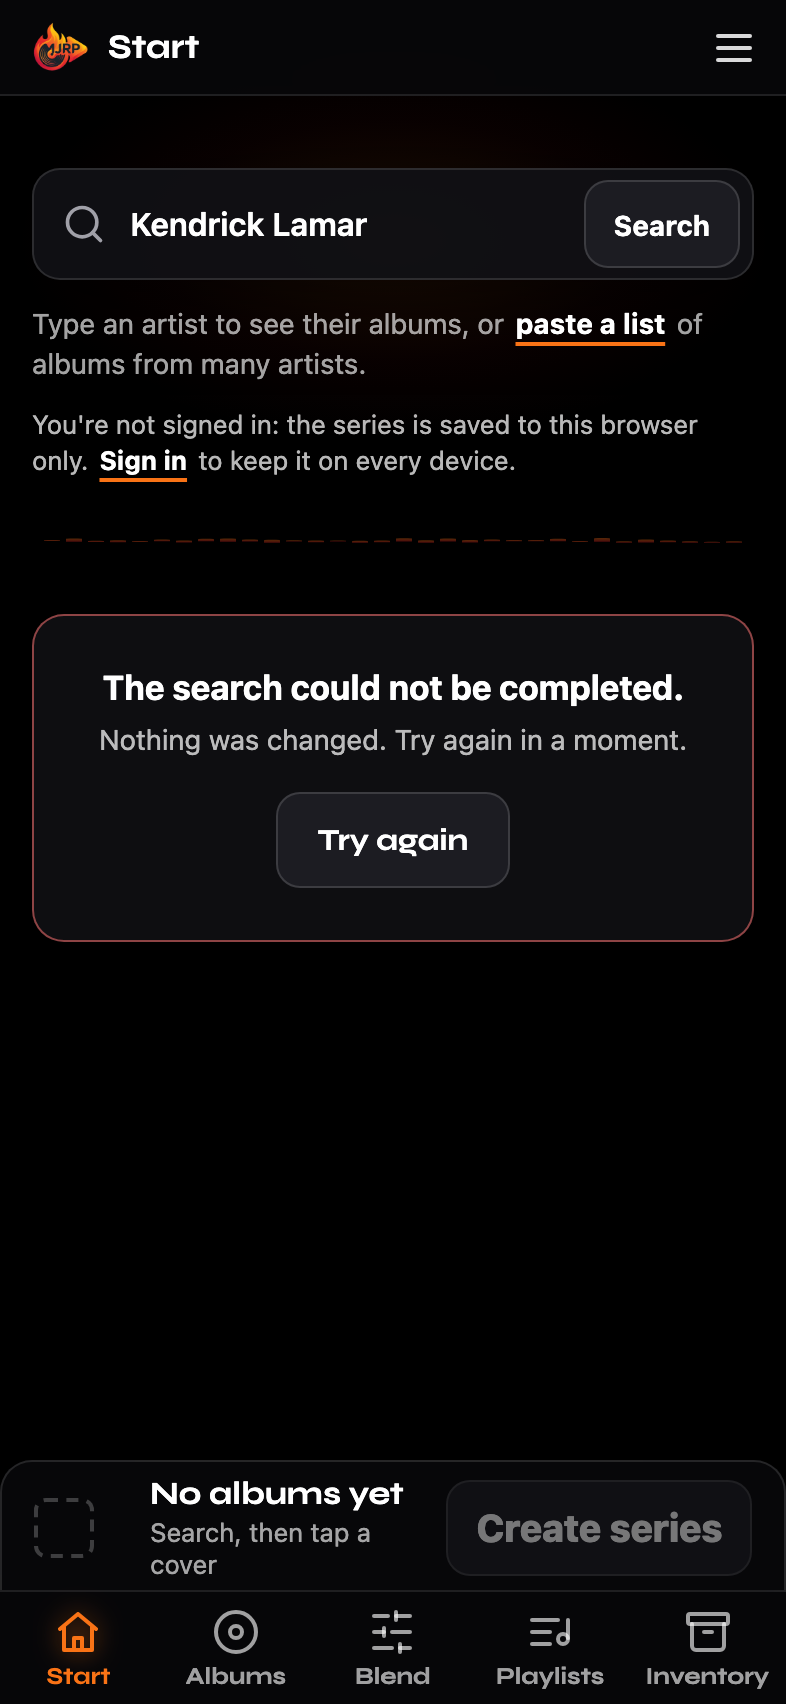 MJRP
Start
Kendrick Lamar
Search
Type an artist to see their albums, or paste a list of
albums from many artists.
You're not signed in: the series is saved to this browser
only. Sign in to keep it on every device.
The search could not be completed.
Nothing was changed. Try again in a moment.
Try again
No albums yet
Search, then tap a
cover
Create series
Start
Albums
Blend
Playlists
Inventory